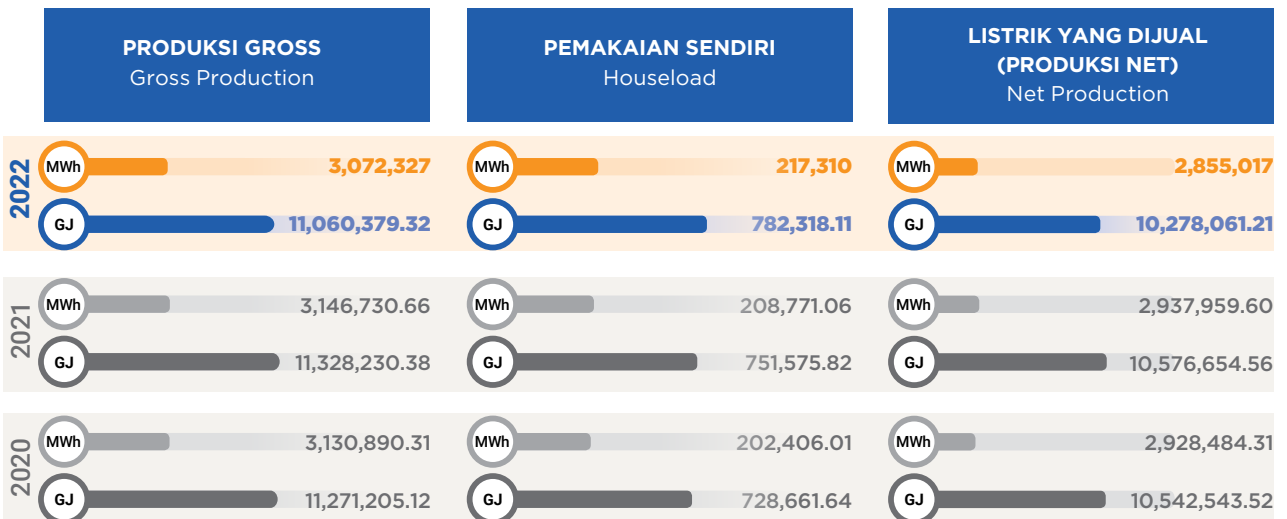 PRODUKSI GROSS
Gross Production
PEMAKAIAN SENDIRI
Houseload
LISTRIK YANG DIJUAL
(PRODUKSI NET)
Net Production
2022
MWh 3,072,327
MWh 217,310
MWh 2,855,017
GJ 11,060,379.32
GJ 782,318.11
GJ 10,278,061.21
2021
MWh 3,146,730.66
MWh 208,771.06
MWh 2,937,959.60
GJ 11,328,230.38
GJ 751,575.82
GJ 10,576,654.56
2020
MWh 3,130,890.31
MWh 202,406.01
MWh 2,928,484.31
GJ 11,271,205.12
GJ 728,661.64
GJ 10,542,543.52